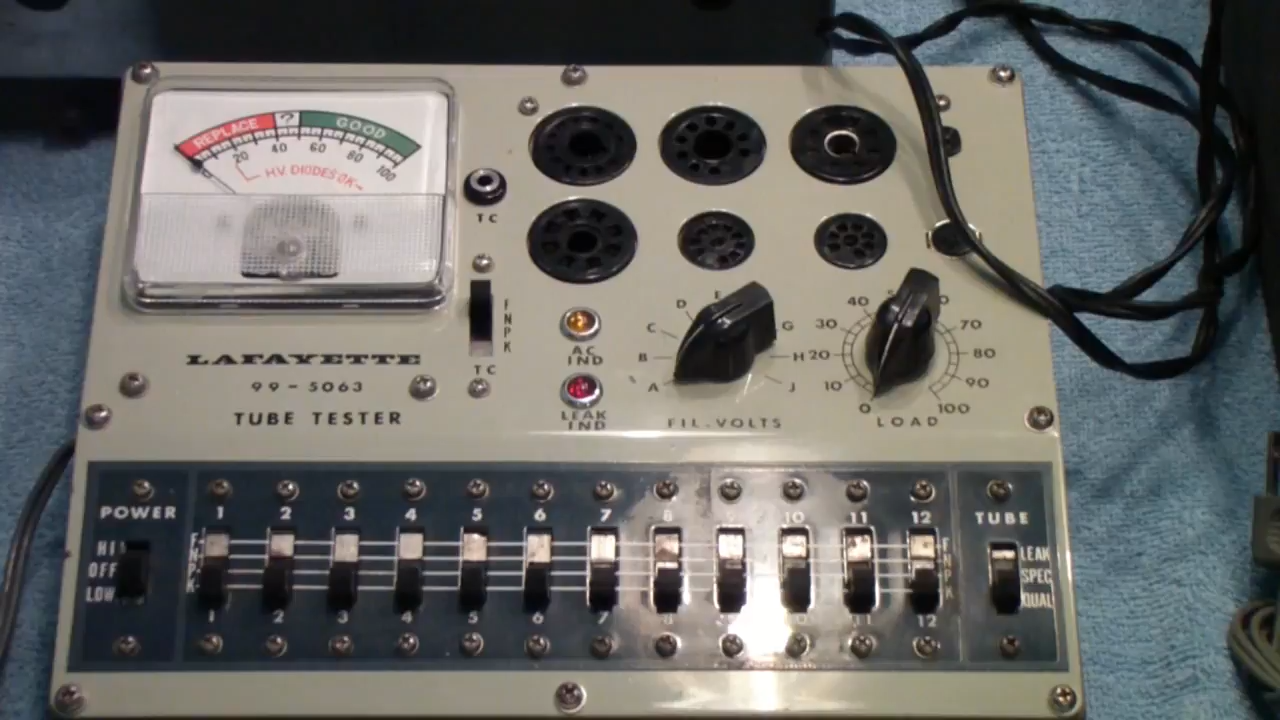 REPLACE ? GOOD
20 40 60 80 100
H.V. DIODES OK
TC
F
N
P
K
TC
LAFAYETTE
99-5063
TUBE TESTER
AC
IND
LEAK
IND
A B C D E G H J
FIL. VOLTS
0 10 20 30 40 70 80 90 100
LOAD
POWER
HI
OFF
LOW
1 2 3 4 5 6 7 8 9 10 11 12
F
N
P
K
F
N
P
K
1 2 3 4 5 6 7 8 10 11 12
TUBE
LEAK
SPEC
QUAL